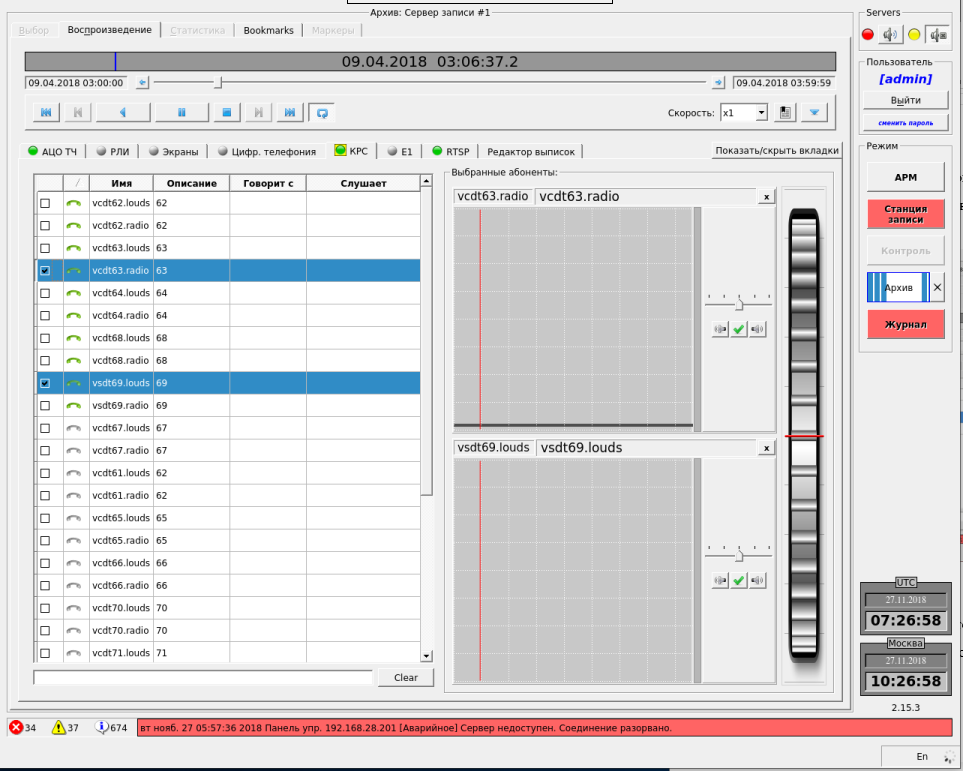 Архив: Сервер записи #1
Выбор Воспроизведение Статистика Bookmarks Маркеры
09.04.2018 03:06:37.2
09.04.2018 03:00:00 09.04.2018 03:59:59
Скорость: x1
АЦО ТЧ РЛИ Экраны Цифр. телефония КРС E1 RTSP Редактор выписок Показать/скрыть вкладки
/ Имя Описание Говорит с Слушает
vcdt62.louds 62
vcdt62.radio 62
vcdt63.louds 63
vcdt63.radio 63
vcdt64.louds 64
vcdt64.radio 64
vcdt68.louds 68
vcdt68.radio 68
vsdt69.louds 69
vsdt69.radio 69
vcdt67.louds 67
vcdt67.radio 67
vcdt61.louds 62
vcdt61.radio 62
vcdt65.louds 65
vcdt65.radio 65
vcdt66.louds 66
vcdt66.radio 66
vcdt70.louds 70
vcdt70.radio 70
vcdt71.louds 71
Clear
Выбранные абоненты:
vcdt63.radio vcdt63.radio x
vsdt69.louds vsdt69.louds x
Servers
Пользователь
[admin]
Выйти
сменить пароль
Режим
АРМ
Станция
записи
Контроль
Архив
Журнал
UTC
27.11.2018
07:26:58
Москва
27.11.2018
10:26:58
2.15.3
34 37 674 вт нояб. 27 05:57:36 2018 Панель упр. 192.168.28.201 [Аварийное] Сервер недоступен. Соединение разорвано.
En